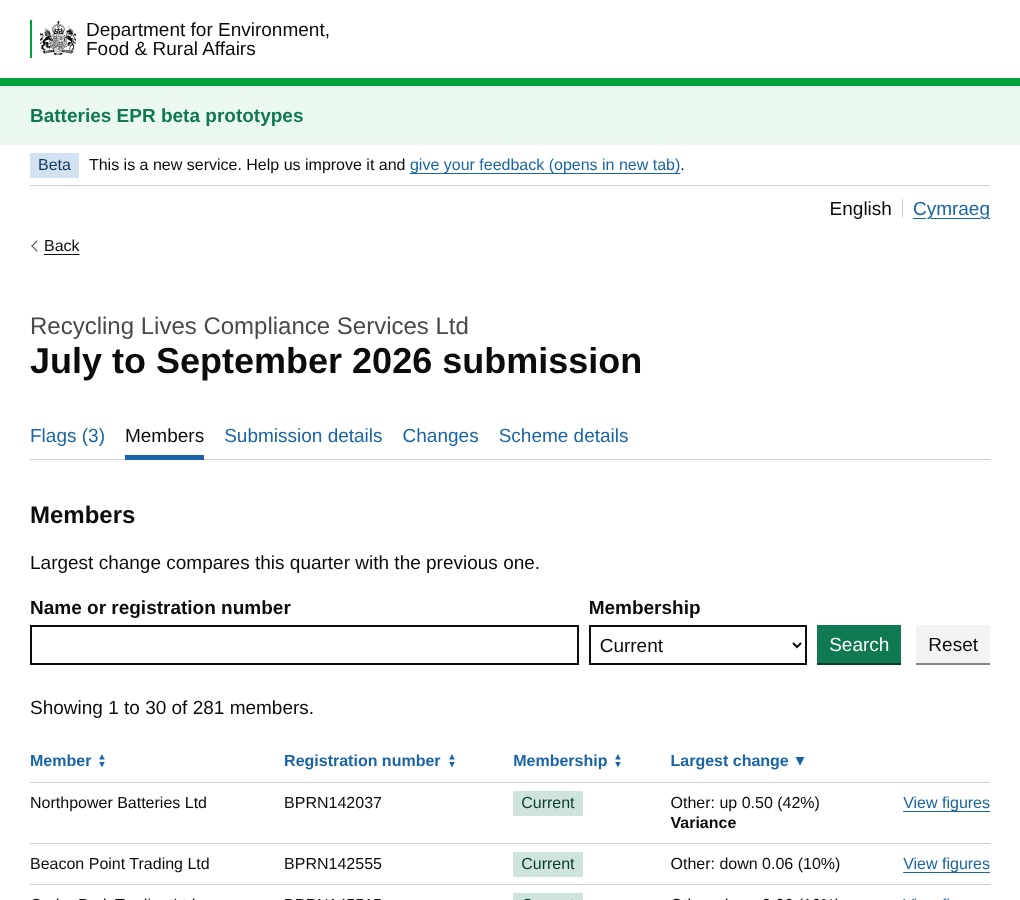 Department for Environment,
Food & Rural Affairs
Batteries EPR beta prototypes
Beta This is a new service. Help us improve it and give your feedback (opens in new tab).
English Cymraeg
Back
Recycling Lives Compliance Services Ltd
July to September 2026 submission
Flags (3) Members Submission details Changes Scheme details
Members
Largest change compares this quarter with the previous one.
Name or registration number Membership
Current Search Reset
Showing 1 to 30 of 281 members.
Member Registration number Membership Largest change ▼
Northpower Batteries Ltd BPRN142037 Current Other: up 0.50 (42%) View figures
Variance
Beacon Point Trading Ltd BPRN142555 Current Other: down 0.06 (10%) View figures